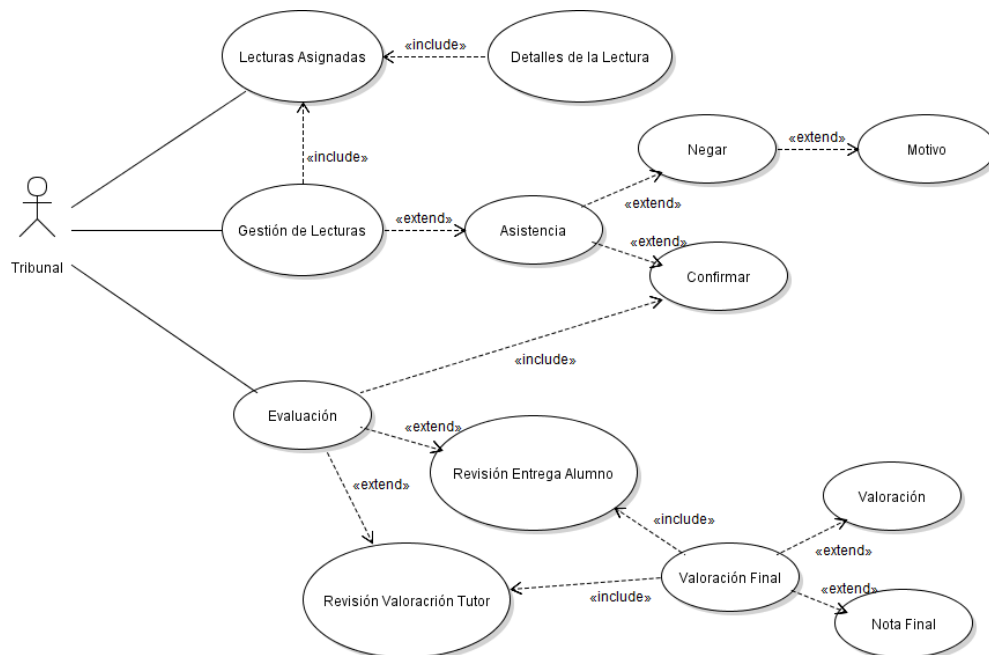 Lecturas Asignadas
«include»
Detalles de la Lectura
«include»
Negar
«extend»
Motivo
«extend»
Gestión de Lecturas
«extend»
Asistencia
«extend»
Confirmar
Tribunal
«include»
Evaluación
«extend»
Revisión Entrega Alumno
«extend»
Valoración
«include»
«extend»
Valoración Final
«extend»
Revisión Valoracrión Tutor
«include»
Nota Final